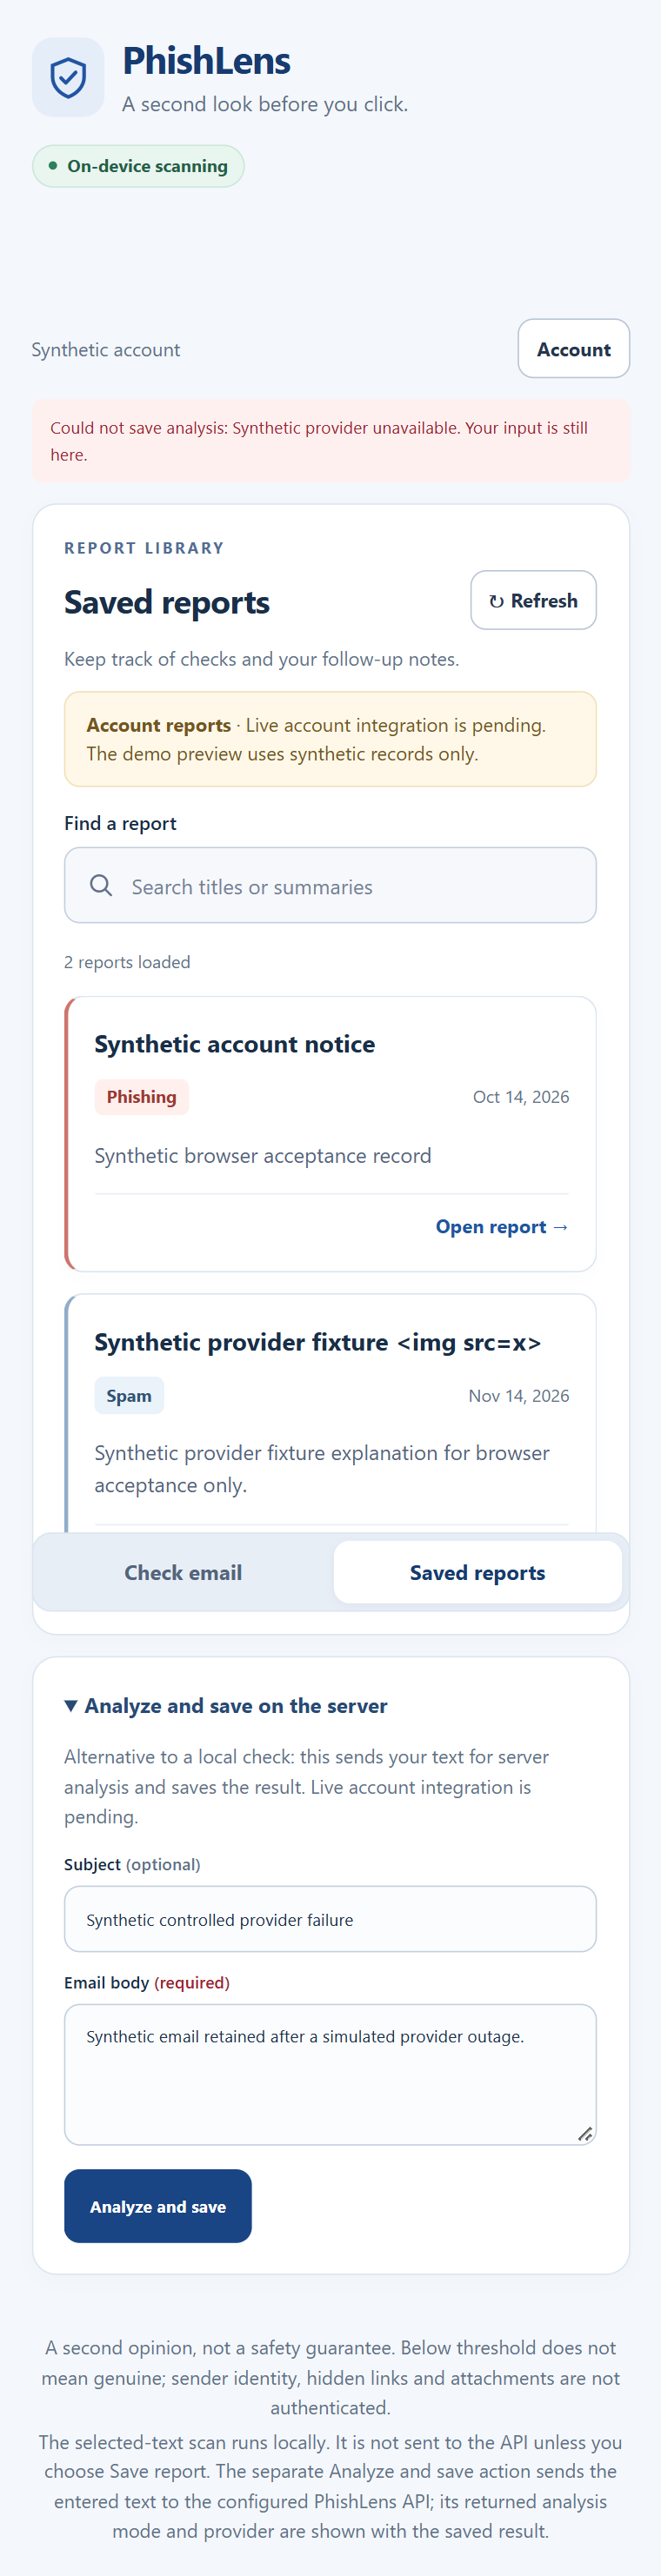 PhishLens
A second look before you click.
On-device scanning
Synthetic account
Account
Could not save analysis: Synthetic provider unavailable. Your input is still
here.
REPORT LIBRARY
Saved reports
↻ Refresh
Keep track of checks and your follow-up notes.
Account reports · Live account integration is pending.
The demo preview uses synthetic records only.
Find a report
Search titles or summaries
2 reports loaded
Synthetic account notice
Phishing
Oct 14, 2026
Synthetic browser acceptance record
Open report →
Synthetic provider fixture <img src=x>
Spam
Nov 14, 2026
Synthetic provider fixture explanation for browser
acceptance only.
Check email
Saved reports
▼ Analyze and save on the server
Alternative to a local check: this sends your text for server
analysis and saves the result. Live account integration is
pending.
Subject (optional)
Synthetic controlled provider failure
Email body (required)
Synthetic email retained after a simulated provider outage.
Analyze and save
A second opinion, not a safety guarantee. Below threshold does not
mean genuine; sender identity, hidden links and attachments are not
authenticated.
The selected-text scan runs locally. It is not sent to the API unless you
choose Save report. The separate Analyze and save action sends the
entered text to the configured PhishLens API; its returned analysis
mode and provider are shown with the saved result.